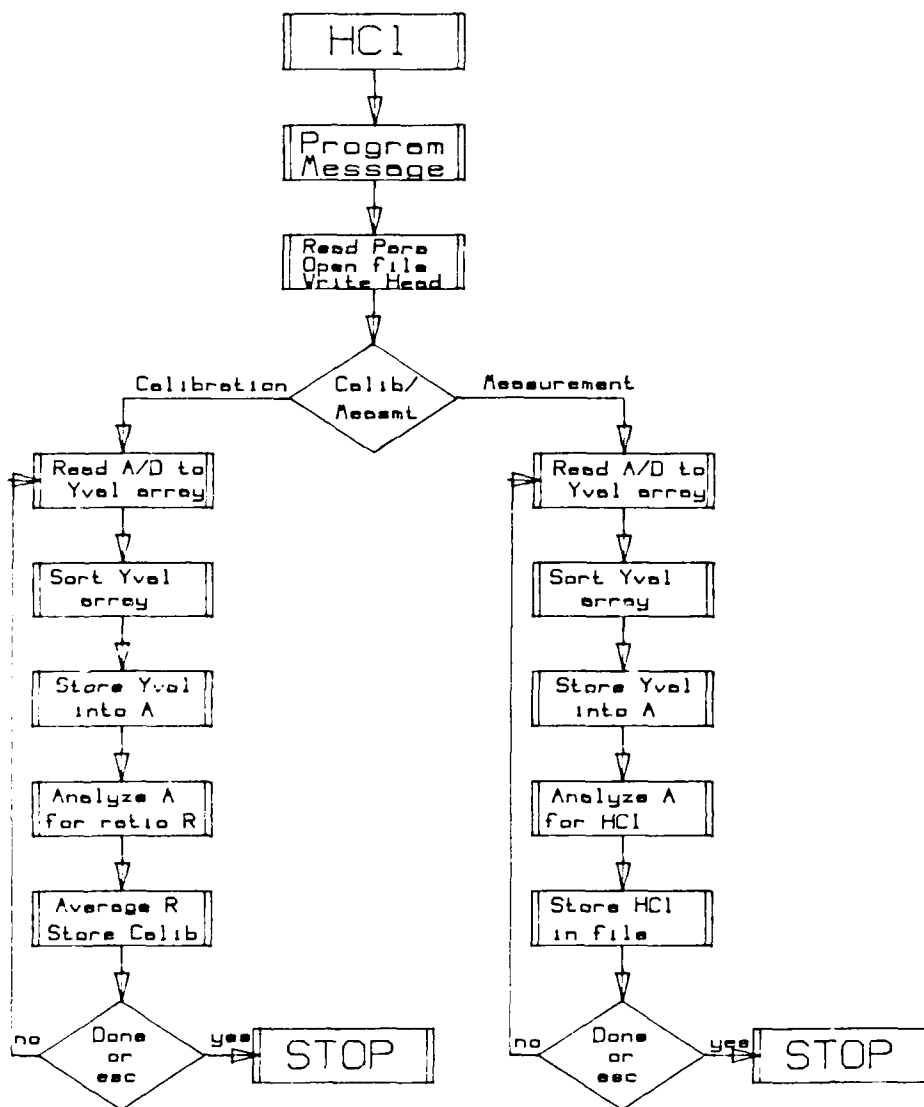 HCl
Program
Message
Read Para
Open file
Write Head
Calibration
Calib/
Measmt
Measurement
Read A/D to
Yval array
Sort Yval
array
Store Yval
into A
Analyze A
for ratio R
Average R
Store Calib
no
Done
or
esc
yes
STOP
Read A/D to
Yval array
Sort Yval
array
Store Yval
into A
Analyze A
for HCl
Store HCl
in file
no
Done
or
esc
yes
STOP